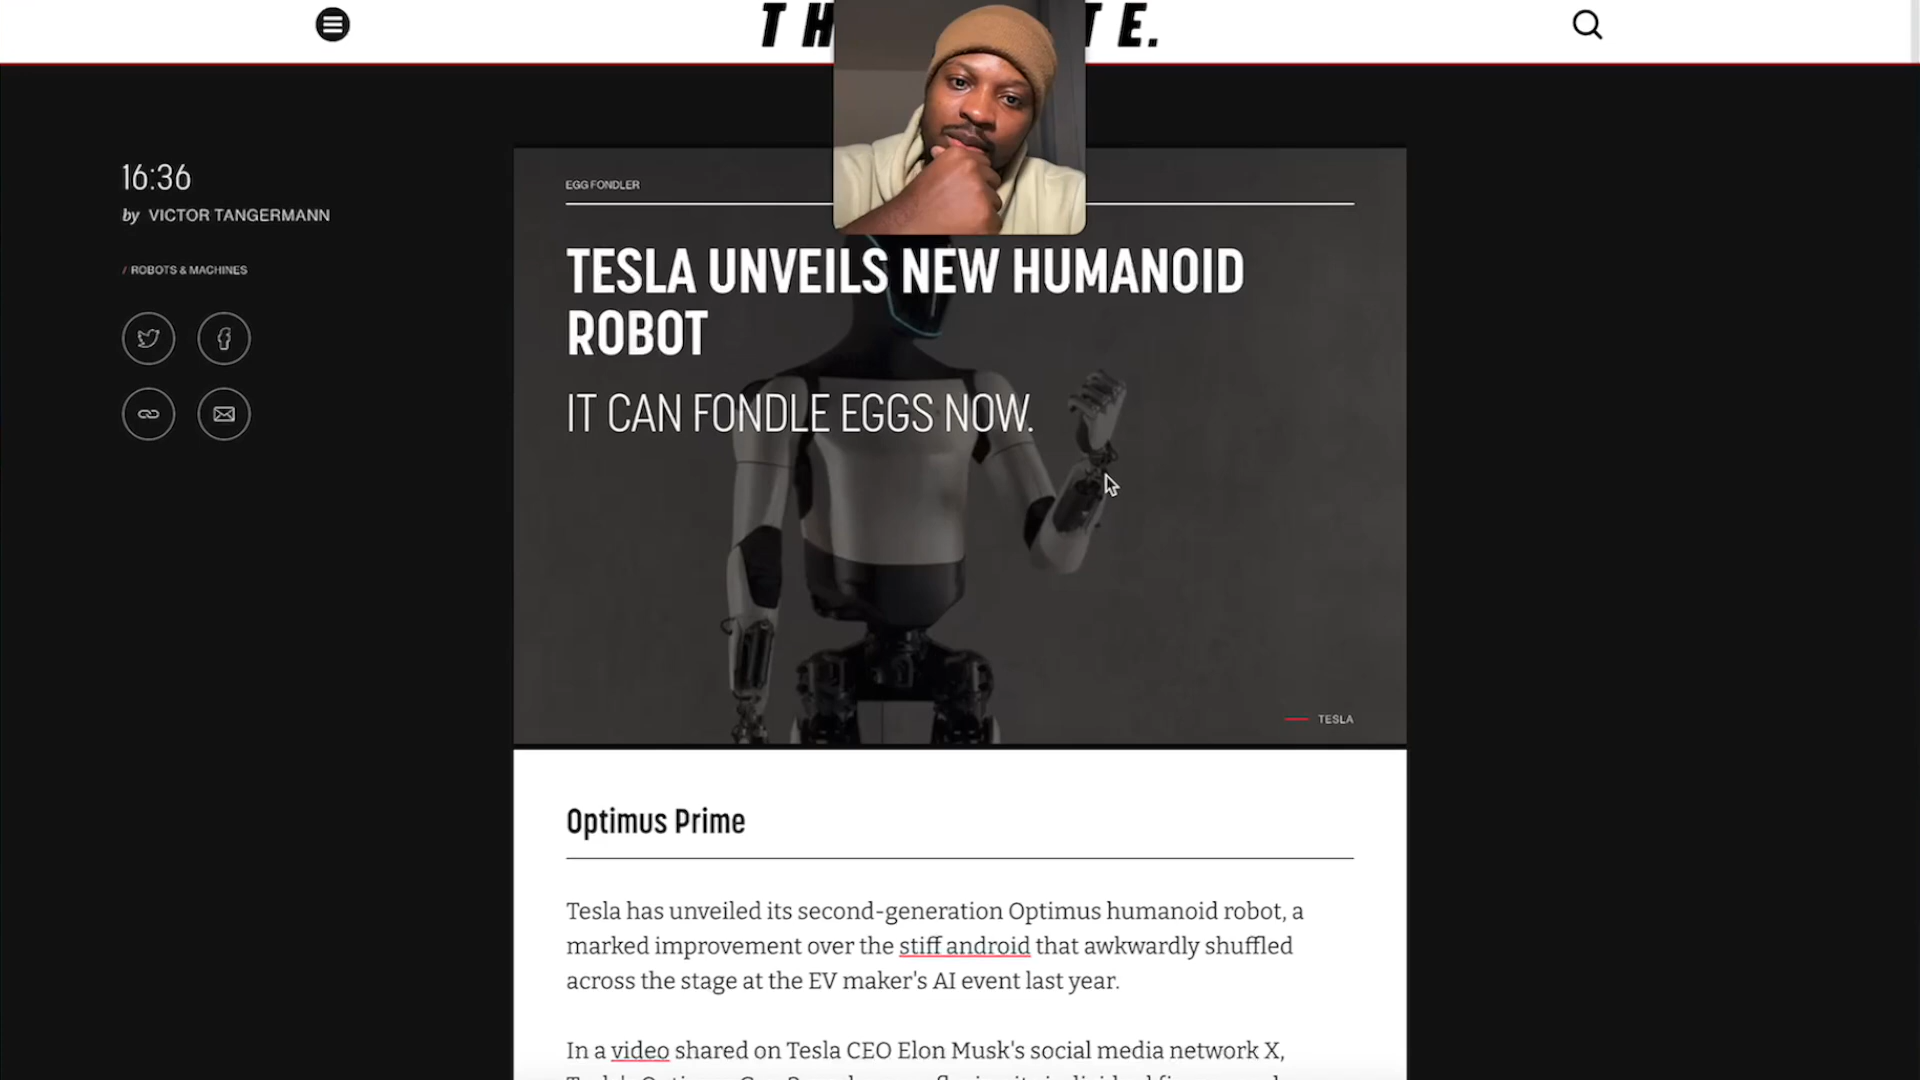 TH TE.
16:36
by VICTOR TANGERMANN
/ ROBOTS & MACHINES
EGG FONDLER
TESLA UNVEILS NEW HUMANOID
ROBOT
IT CAN FONDLE EGGS NOW.
TESLA
Optimus Prime
Tesla has unveiled its second-generation Optimus humanoid robot, a
marked improvement over the stiff android that awkwardly shuffled
across the stage at the EV maker's AI event last year.
In a video shared on Tesla CEO Elon Musk's social media network X,